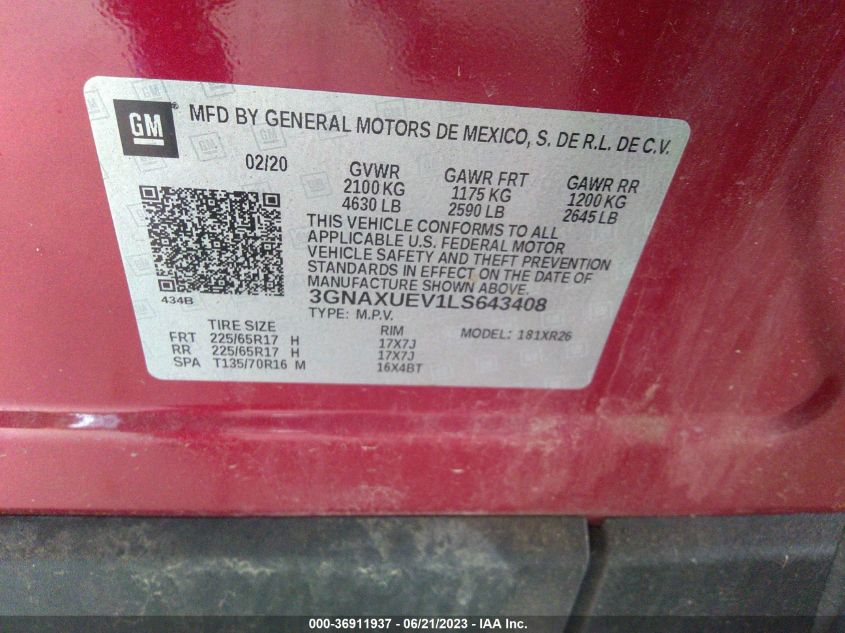 GM ® MFD BY GENERAL MOTORS DE MEXICO, S. DE R.L. DE C.V.
02/20 GVWR GAWR FRT GAWR RR
2100 KG 1175 KG 1200 KG
4630 LB 2590 LB 2645 LB
THIS VEHICLE CONFORMS TO ALL
APPLICABLE U.S. FEDERAL MOTOR
VEHICLE SAFETY AND THEFT PREVENTION
STANDARDS IN EFFECT ON THE DATE OF
MANUFACTURE SHOWN ABOVE.
434B 3GNAXUEV1LS643408
TYPE: M.P.V.
TIRE SIZE RIM MODEL: 181XR26
FRT 225/65R17 H 17X7J
RR 225/65R17 H 17X7J
SPA T135/70R16 M 16X4BT
000-36911937 - 06/21/2023 - IAA Inc.